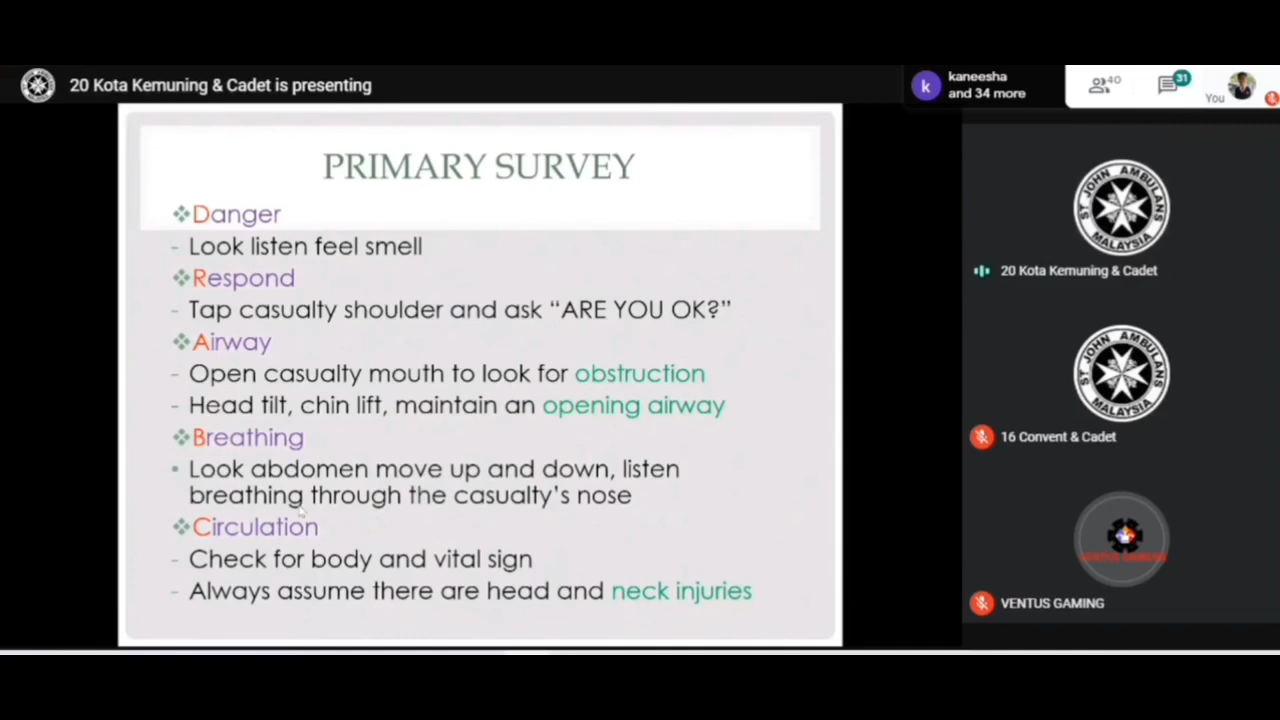 20 Kota Kemuning & Cadet is presenting
k
kaneesha
and 34 more
40
31
You
PRIMARY SURVEY
❖Danger
- Look listen feel smell
❖Respond
- Tap casualty shoulder and ask “ARE YOU OK?”
❖Airway
- Open casualty mouth to look for obstruction
- Head tilt, chin lift, maintain an opening airway
❖Breathing
• Look abdomen move up and down, listen
breathing through the casualty’s nose
❖Circulation
- Check for body and vital sign
- Always assume there are head and neck injuries
ST JOHN AMBULANS
MALAYSIA
20 Kota Kemuning & Cadet
ST JOHN AMBULANS
MALAYSIA
16 Convent & Cadet
VENTUS GAMING
VENTUS GAMING